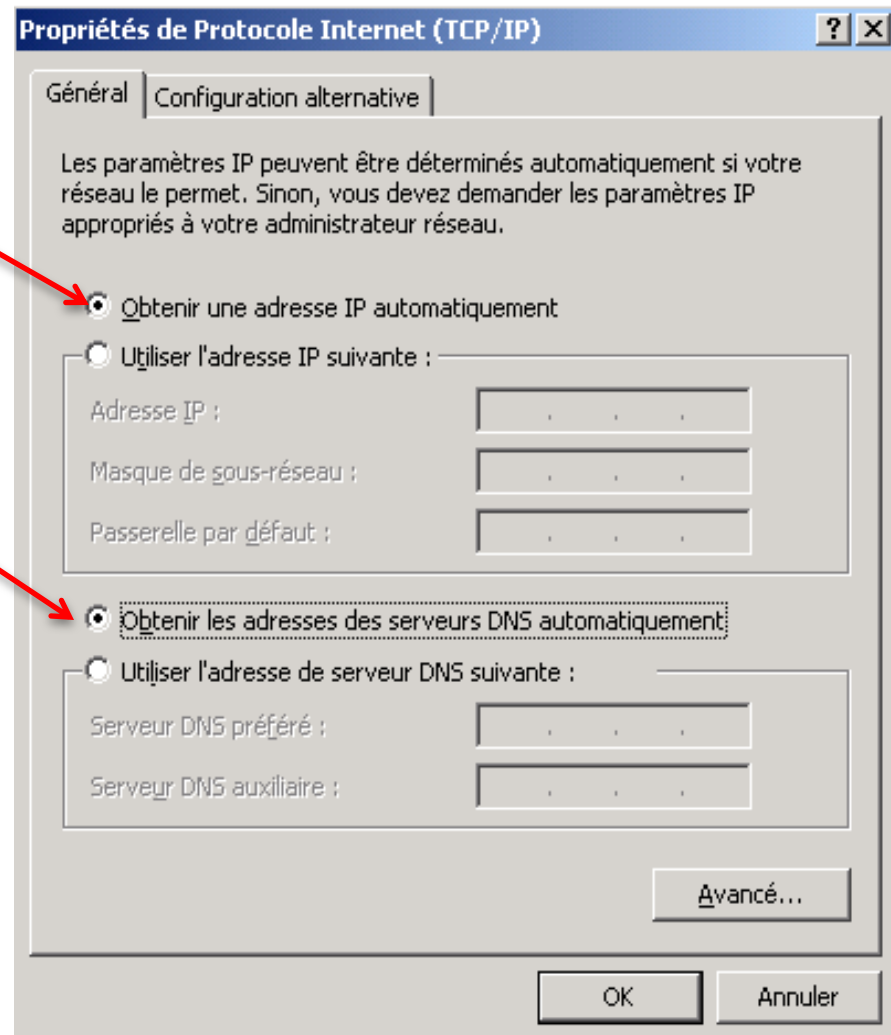 Propriétés de Protocole Internet (TCP/IP)
Général
Configuration alternative
Les paramètres IP peuvent être déterminés automatiquement si votre
réseau le permet. Sinon, vous devez demander les paramètres IP
appropriés à votre administrateur réseau.
Obtenir une adresse IP automatiquement
Utiliser l'adresse IP suivante :
Adresse IP :
Masque de sous-réseau :
Passerelle par défaut :
Obtenir les adresses des serveurs DNS automatiquement
Utiliser l'adresse de serveur DNS suivante :
Serveur DNS préféré :
Serveur DNS auxiliaire :
Avancé...
OK
Annuler